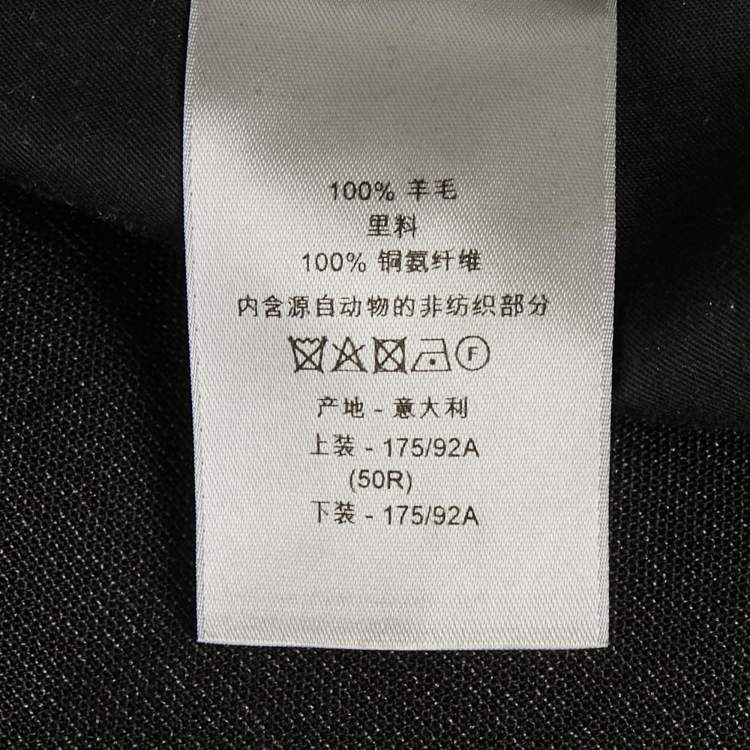 100% 羊毛
里料
100% 铜氨纤维
内含源自动物的非纺织部分
F
产地 - 意大利
上装 - 175/92A
(50R)
下装 - 175/92A